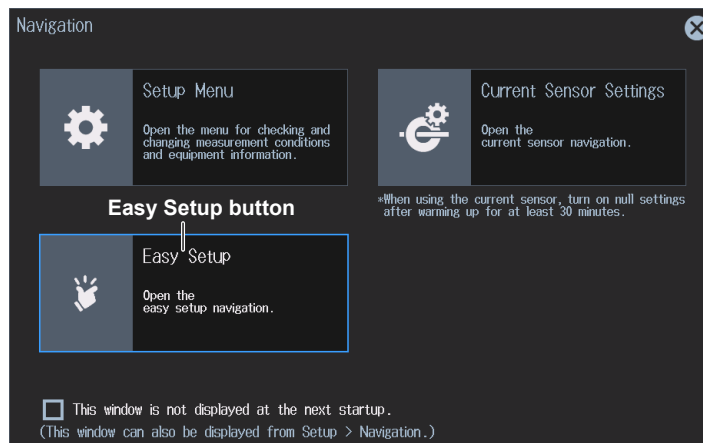 Navigation
Setup Menu
Open the menu for checking and
changing measurement conditions
and equipment information.
Current Sensor Settings
Open the
current sensor navigation.
*When using the current sensor, turn on null settings
after warming up for at least 30 minutes.
Easy Setup button
Easy Setup
Open the
easy setup navigation.
This window is not displayed at the next startup.
(This window can also be displayed from Setup > Navigation.)